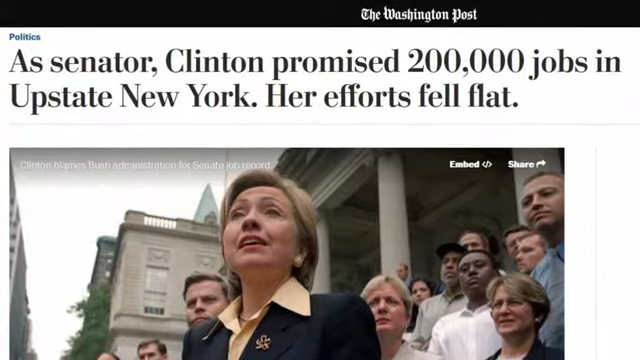 The Washington Post
Politics
As senator, Clinton promised 200,000 jobs in
Upstate New York. Her efforts fell flat.
Clinton blames Bush administration for Senate job record
Embed </>
Share